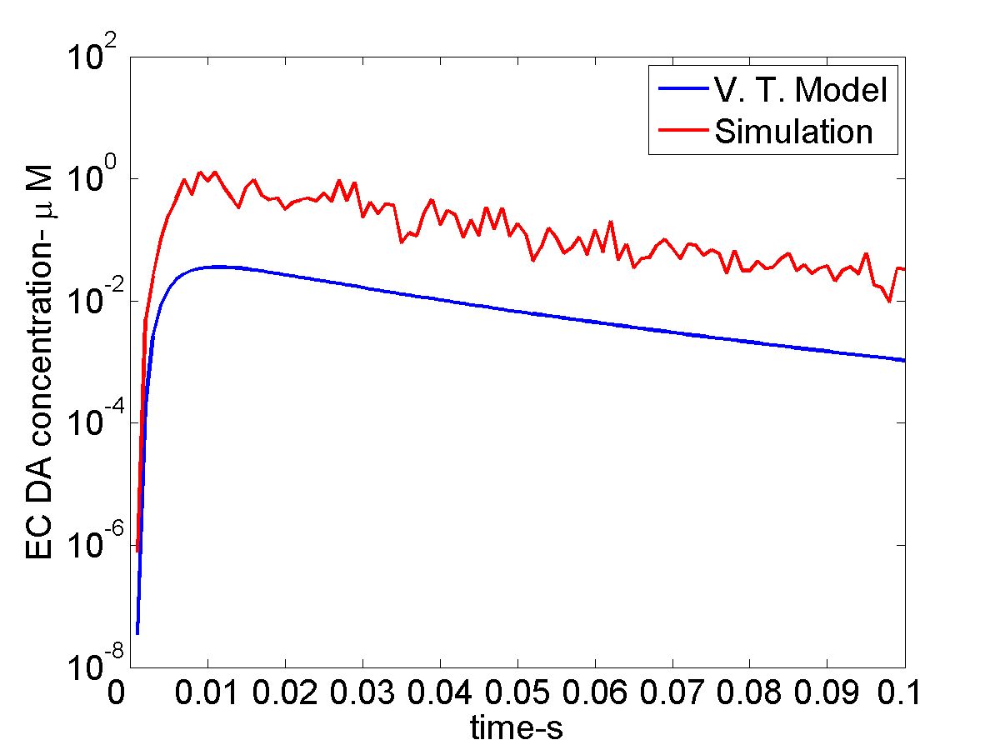 10^2
10^0
10^-2
10^-4
10^-6
10^-8
EC DA concentration- μ M
V. T. Model
Simulation
0 0.01 0.02 0.03 0.04 0.05 0.06 0.07 0.08 0.09 0.1
time-s